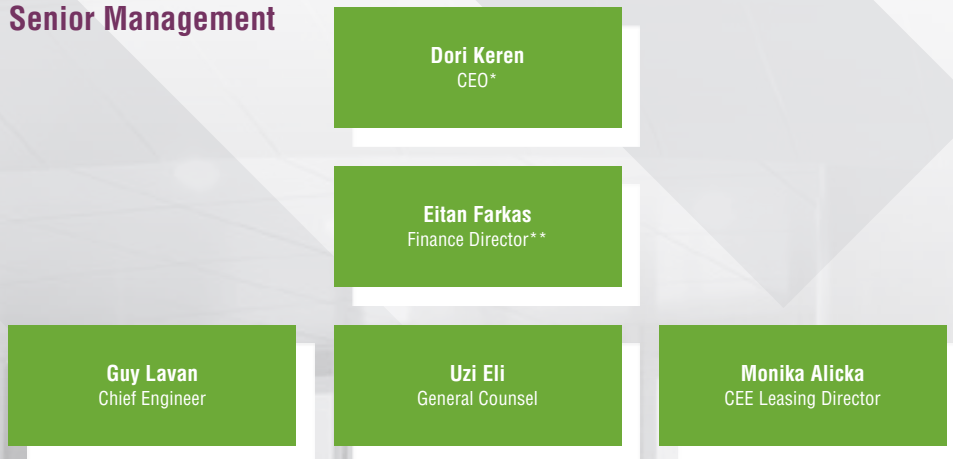 Senior Management
Dori Keren
CEO*
Eitan Farkas
Finance Director**
Guy Lavan
Chief Engineer
Uzi Eli
General Counsel
Monika Alicka
CEE Leasing Director